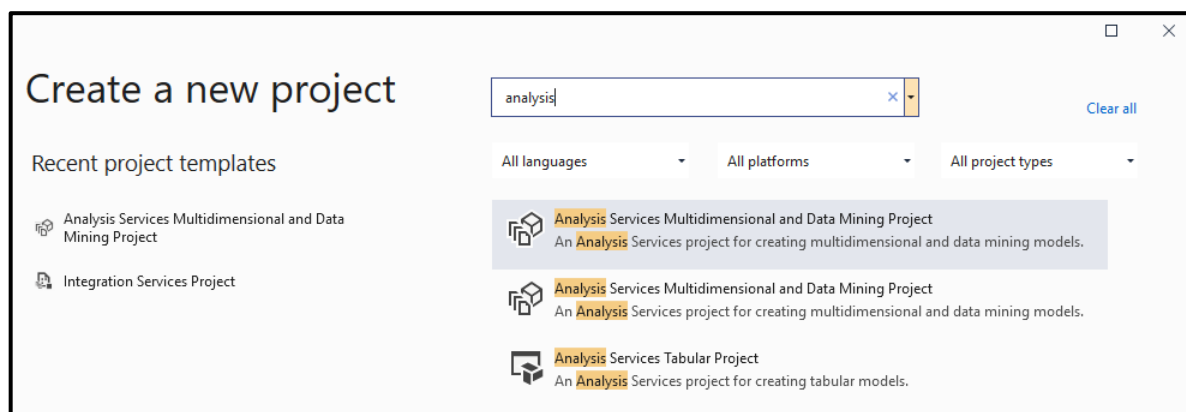 Create a new project
analysis
Clear all
Recent project templates
All languages
All platforms
All project types
Analysis Services Multidimensional and Data
Mining Project
Integration Services Project
Analysis Services Multidimensional and Data Mining Project
An Analysis Services project for creating multidimensional and data mining models.
Analysis Services Multidimensional and Data Mining Project
An Analysis Services project for creating multidimensional and data mining models.
Analysis Services Tabular Project
An Analysis Services project for creating tabular models.